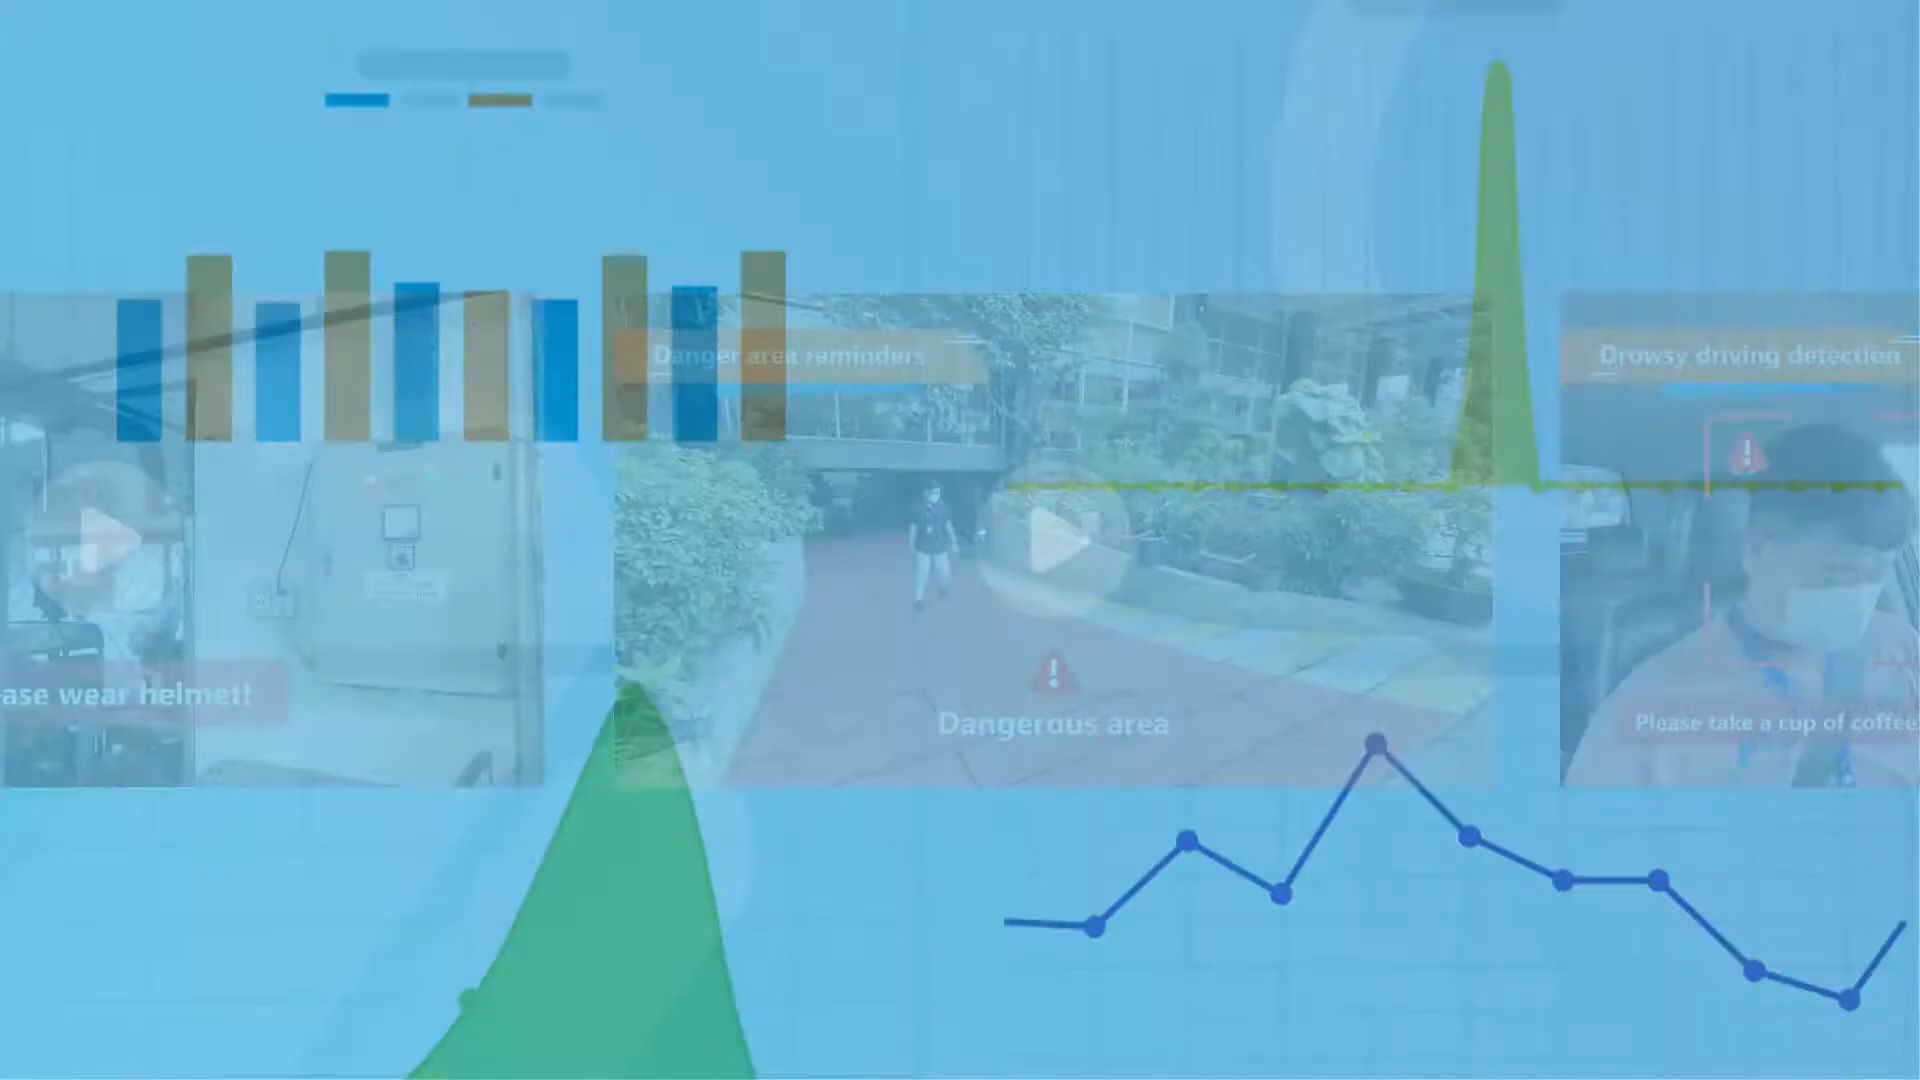 Danger area reminders
Drowsy driving detection
ase wear helmet!
Dangerous area
Please take a cup of coffee